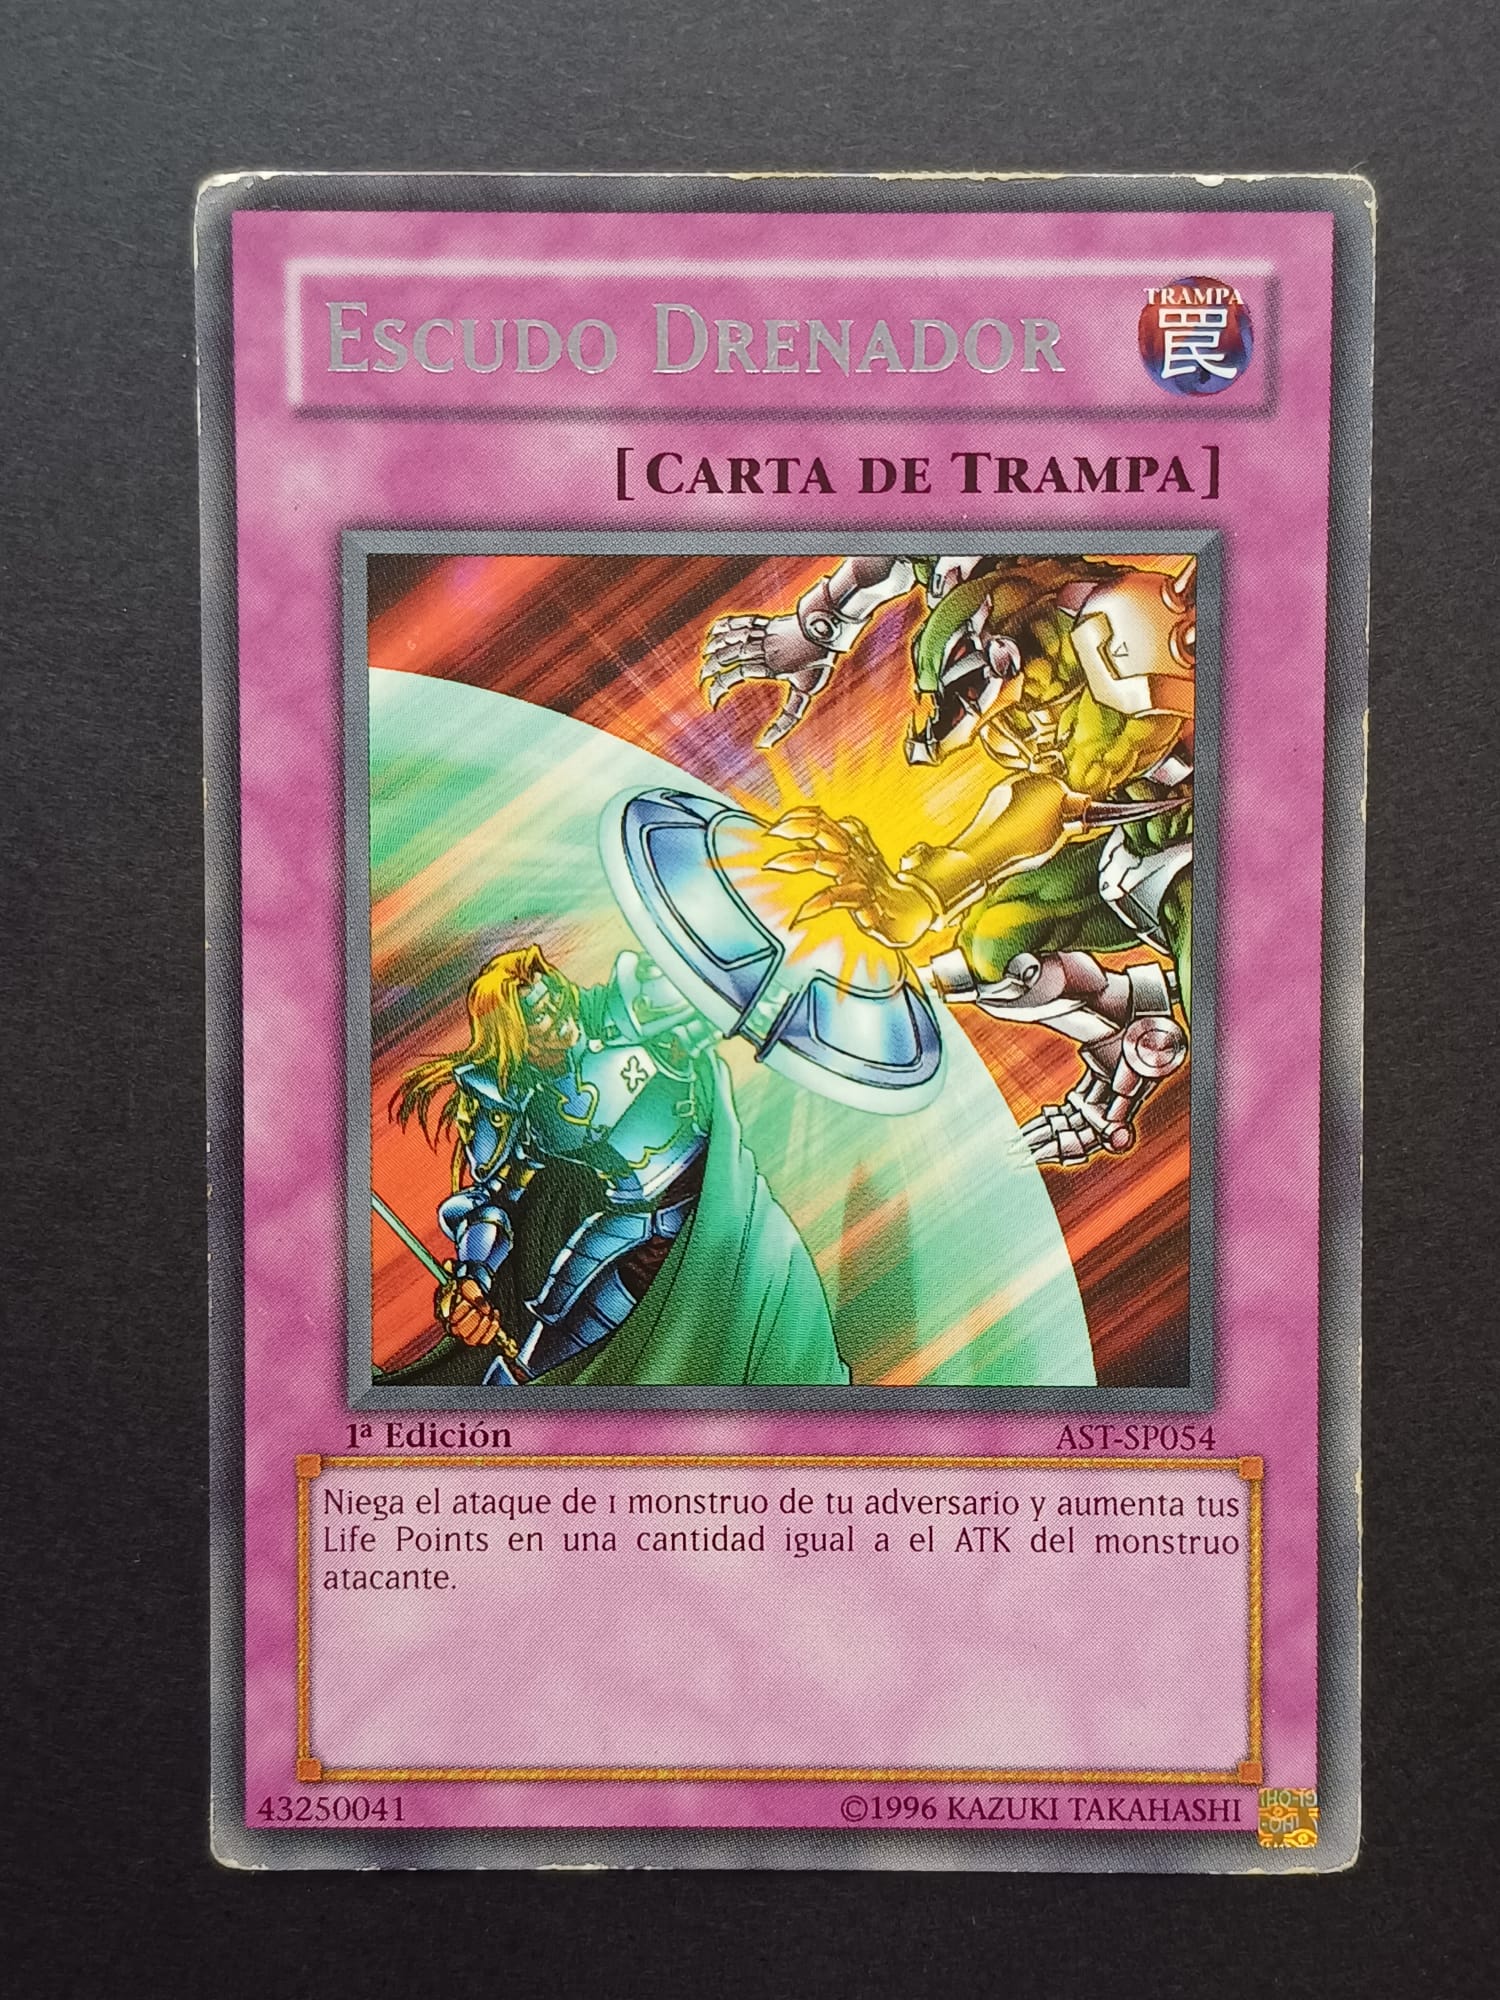 ESCUDO DRENADOR
TRAMPA
罠
[CARTA DE TRAMPA]
1ª Edición
AST-SP054
Niega el ataque de 1 monstruo de tu adversario y aumenta tus
Life Points en una cantidad igual a el ATK del monstruo
atacante.
43250041
©1996 KAZUKI TAKAHASHI